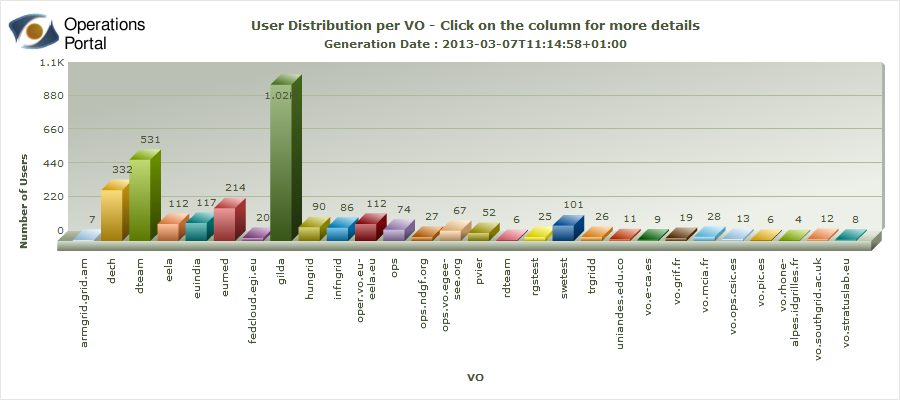 Operations
Portal
User Distribution per VO - Click on the column for more details
Generation Date : 2013-03-07T11:14:58+01:00
Number of Users
1.1K
880
660
440
220
0
7
332
531
112
117
214
20
1.02K
90
86
112
74
27
67
52
6
25
101
26
11
9
19
28
13
6
4
12
8
armgrid.grid.am
dech
dteam
eela
euindia
eumed
fedcloud.egi.eu
gilda
hungrid
infngrid
oper.vo.eu-
eela.eu
ops
ops.ndgf.org
ops.vo.egee-
see.org
pvier
rdteam
rgstest
swetest
trgridd
uniandes.edu.co
vo.e-ca.es
vo.grif.fr
vo.mcia.fr
vo.ops.csic.es
vo.pic.es
vo.rhone-
alpes.idgrilles.fr
vo.southgrid.ac.uk
vo.stratuslab.eu
VO